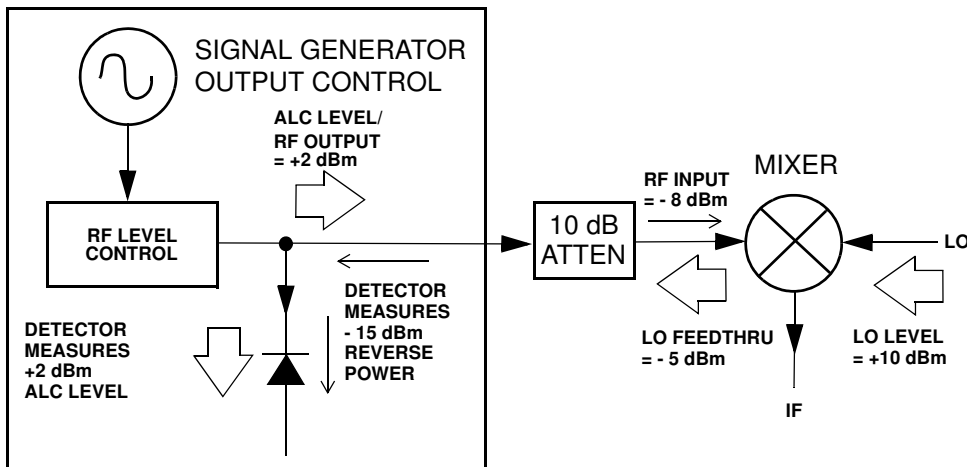 SIGNAL GENERATOR
OUTPUT CONTROL
ALC LEVEL/
RF OUTPUT
= +2 dBm
RF LEVEL
CONTROL
DETECTOR
MEASURES
+2 dBm
ALC LEVEL
DETECTOR
MEASURES
- 15 dBm
REVERSE
POWER
10 dB
ATTEN
RF INPUT
= - 8 dBm
MIXER
LO
LO FEEDTHRU
= - 5 dBm
LO LEVEL
= +10 dBm
IF